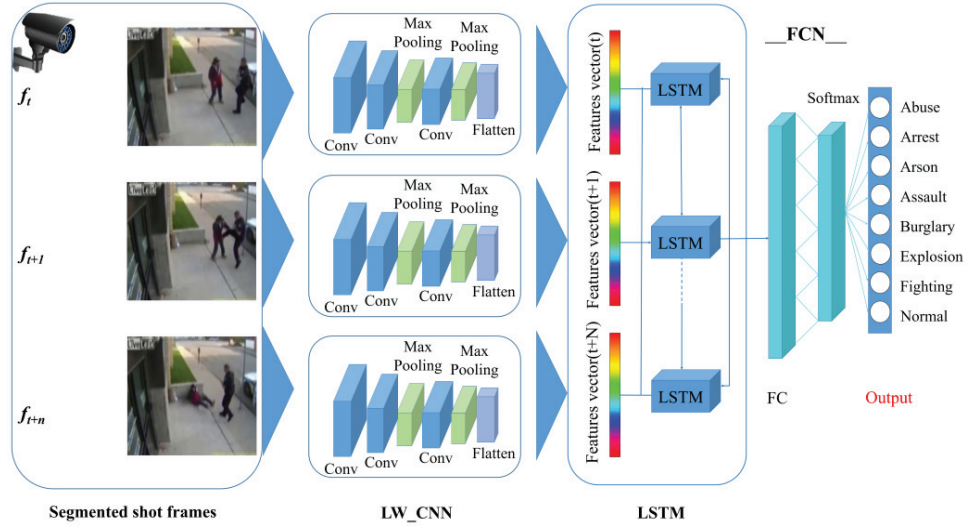 f_t
Max
Pooling
Max
Pooling
Conv
Conv
Conv
Flatten
Features vector(t)
LSTM
f_{t+1}
Max
Pooling
Max
Pooling
Conv
Conv
Conv
Flatten
Features vector(t+1)
LSTM
f_{t+n}
Max
Pooling
Max
Pooling
Conv
Conv
Conv
Flatten
Features vector(t+N)
LSTM
__FCN__
Softmax
FC
Abuse
Arrest
Arson
Assault
Burglary
Explosion
Fighting
Normal
Output
Segmented shot frames
LW_CNN
LSTM